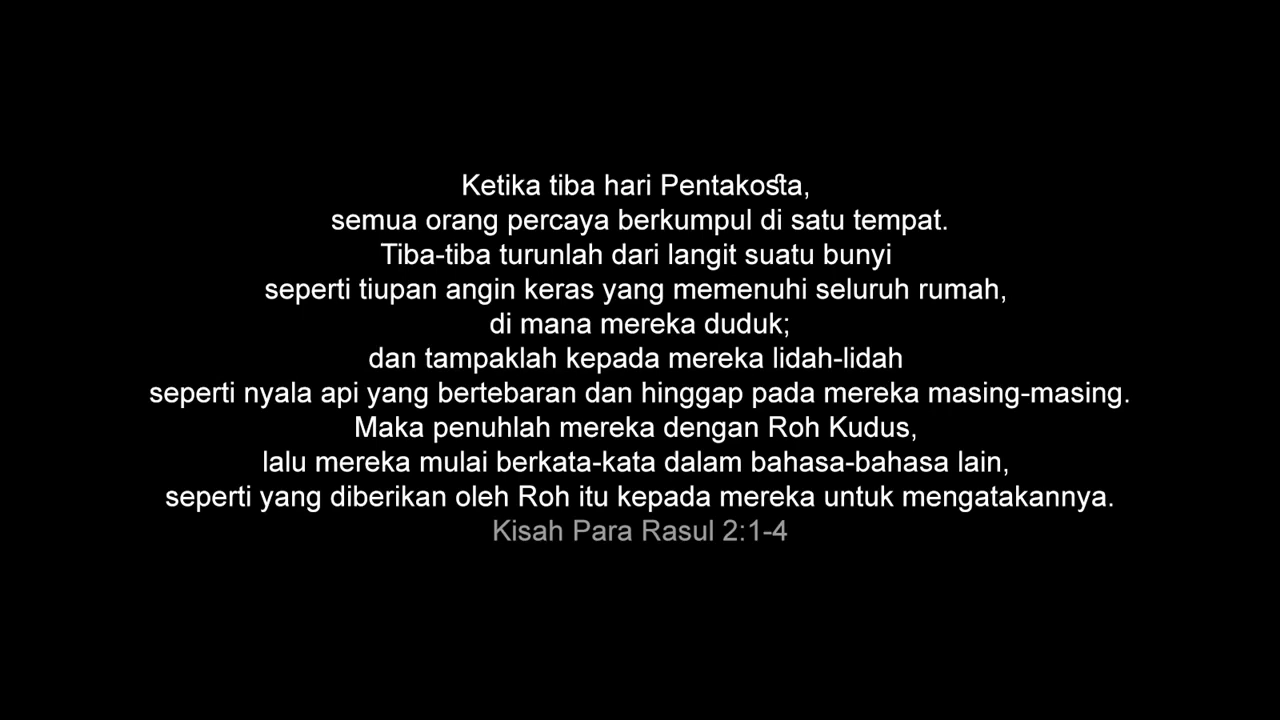 Ketika tiba hari Pentakosta,
semua orang percaya berkumpul di satu tempat.
Tiba-tiba turunlah dari langit suatu bunyi
seperti tiupan angin keras yang memenuhi seluruh rumah,
di mana mereka duduk;
dan tampaklah kepada mereka lidah-lidah
seperti nyala api yang bertebaran dan hinggap pada mereka masing-masing.
Maka penuhlah mereka dengan Roh Kudus,
lalu mereka mulai berkata-kata dalam bahasa-bahasa lain,
seperti yang diberikan oleh Roh itu kepada mereka untuk mengatakannya.
Kisah Para Rasul 2:1-4